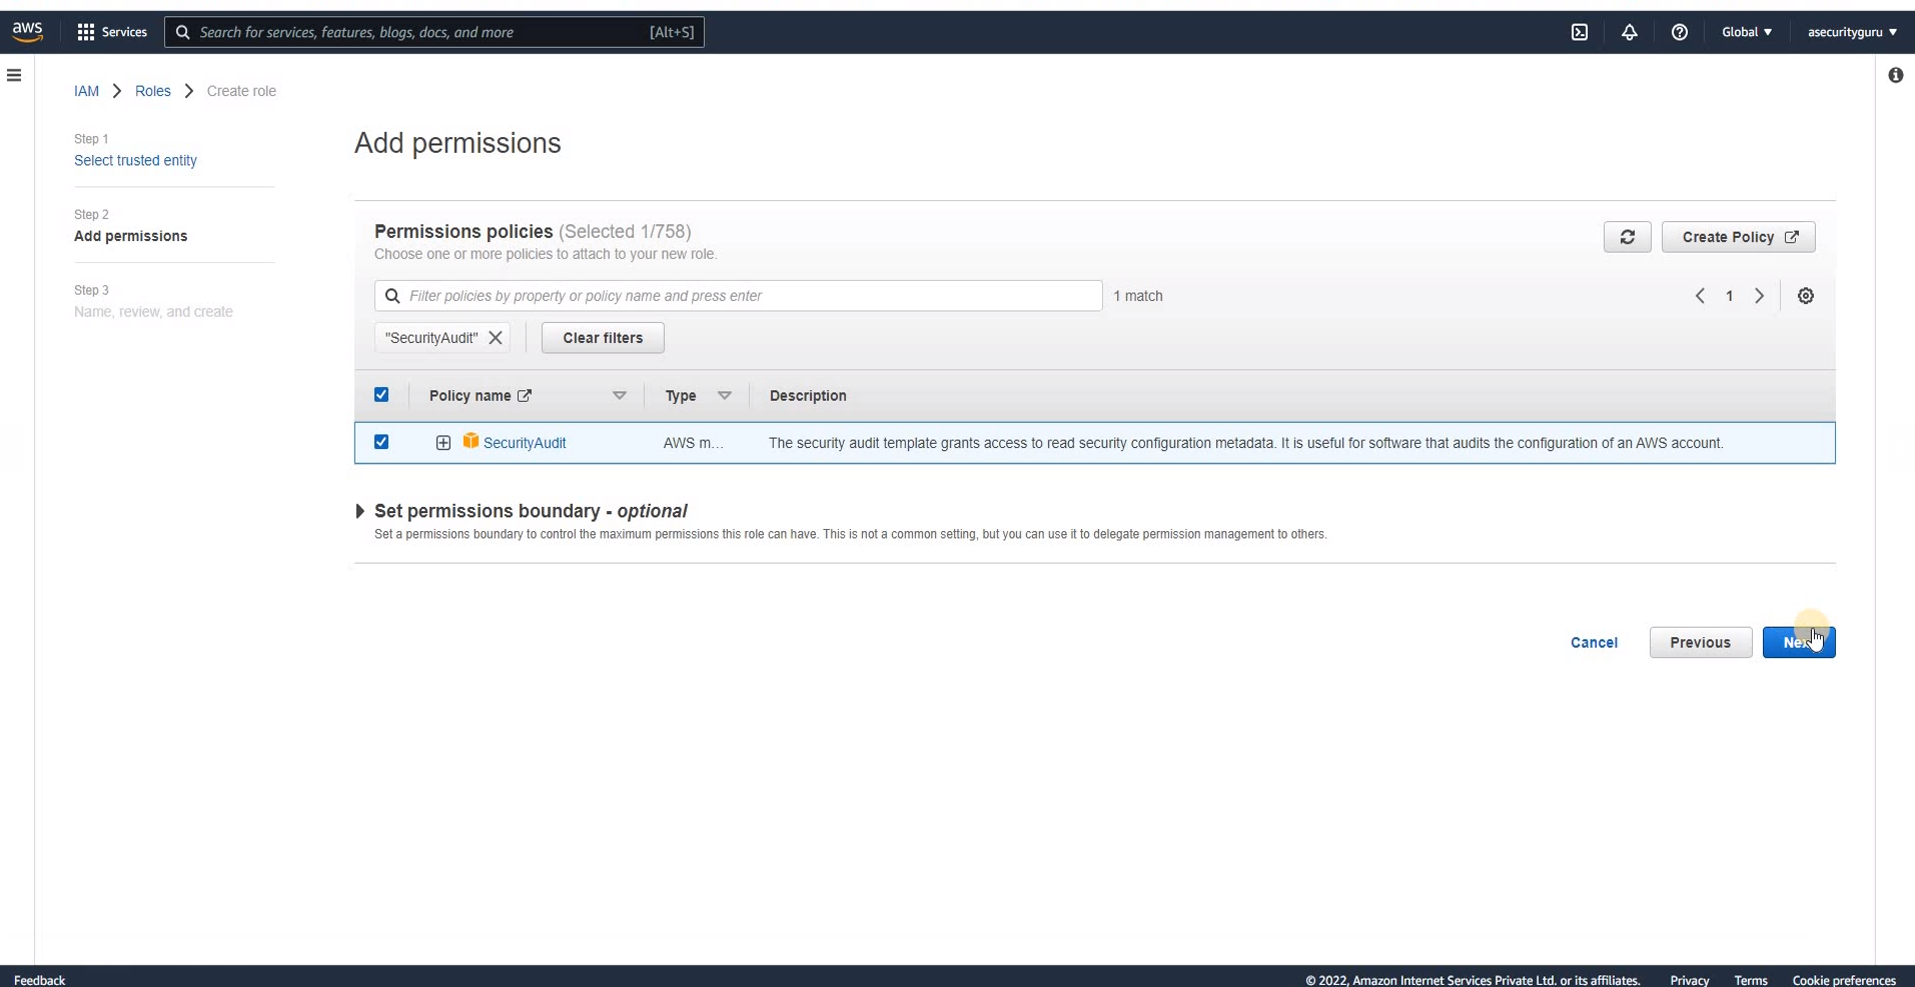 aws Services Search for services, features, blogs, docs, and more [Alt+S] Global asecurityguru
IAM Roles Create role
Step 1
Select trusted entity
Step 2
Add permissions
Step 3
Name, review, and create
Add permissions
Permissions policies (Selected 1/758)
Choose one or more policies to attach to your new role.
Create Policy
Filter policies by property or policy name and press enter 1 match 1
"SecurityAudit" Clear filters
Policy name Type Description
SecurityAudit AWS m... The security audit template grants access to read security configuration metadata. It is useful for software that audits the configuration of an AWS account.
Set permissions boundary - optional
Set a permissions boundary to control the maximum permissions this role can have. This is not a common setting, but you can use it to delegate permission management to others.
Cancel Previous
Feedback © 2022, Amazon Internet Services Private Ltd. or its affiliates. Privacy Terms Cookie preferences